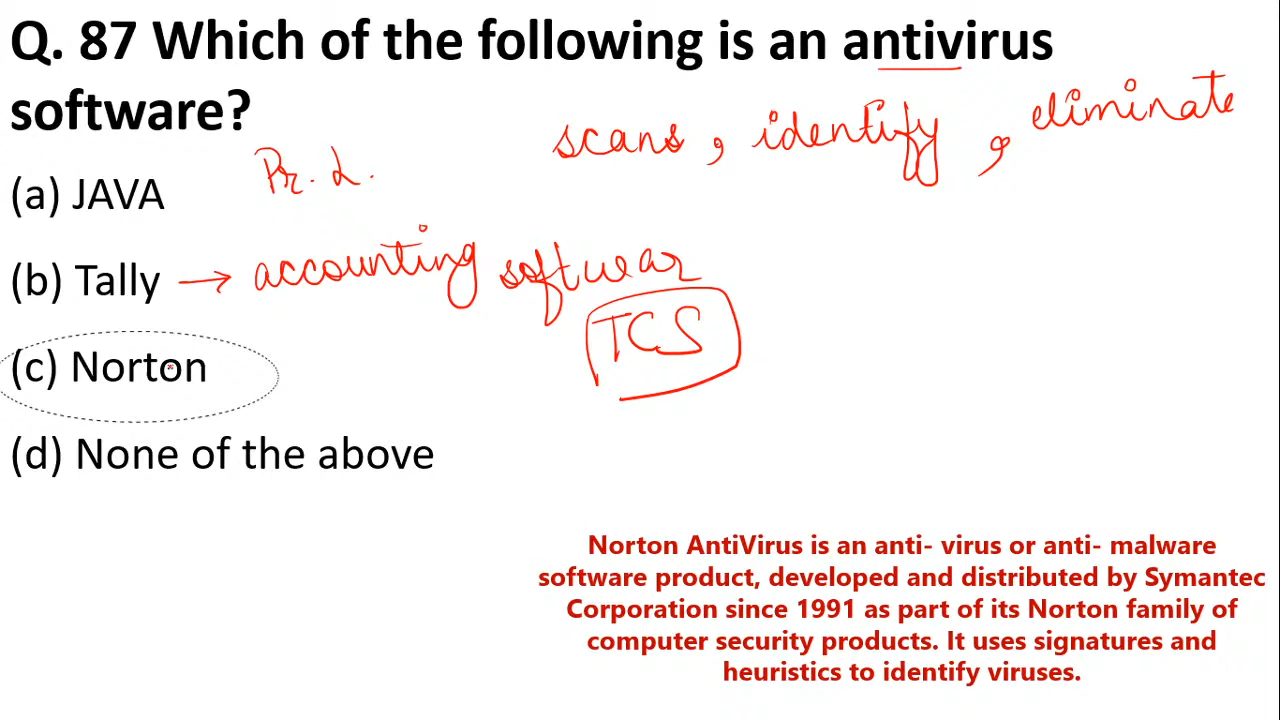 Q. 87 Which of the following is an antivirus
software?
scans, identify, eliminate
(a) JAVA Pr. L.
(b) Tally → accounting softwear
TCS
(c) Norton
(d) None of the above
Norton AntiVirus is an anti- virus or anti- malware
software product, developed and distributed by Symantec
Corporation since 1991 as part of its Norton family of
computer security products. It uses signatures and
heuristics to identify viruses.